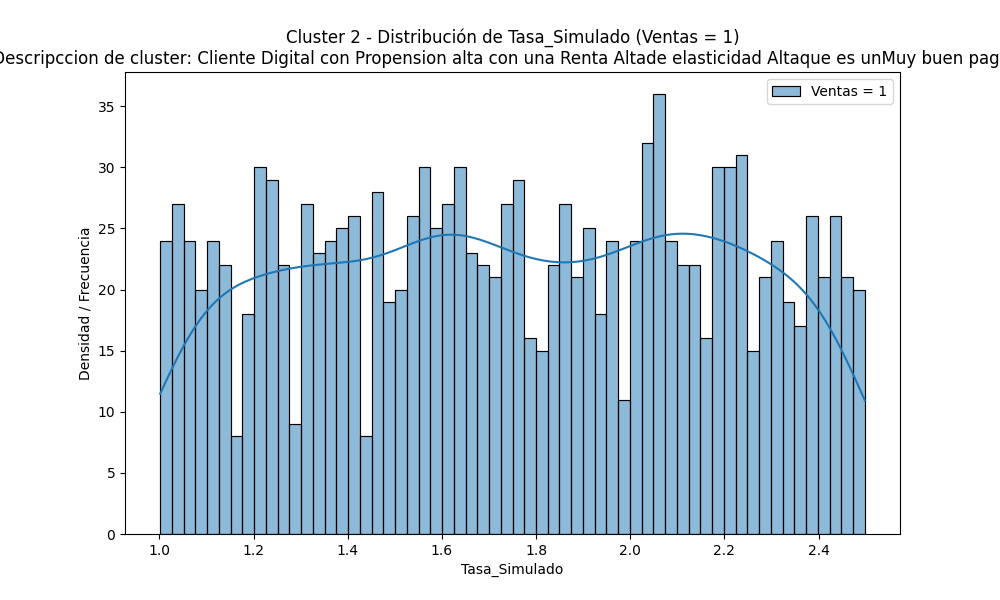 Cluster 2 - Distribución de Tasa_Simulado (Ventas = 1)
Descripccion de cluster: Cliente Digital con Propension alta con una Renta Altade elasticidad Altaque es unMuy buen pag
Ventas = 1
Densidad / Frecuencia
35
30
25
20
15
10
5
0
1.0 1.2 1.4 1.6 1.8 2.0 2.2 2.4
Tasa_Simulado